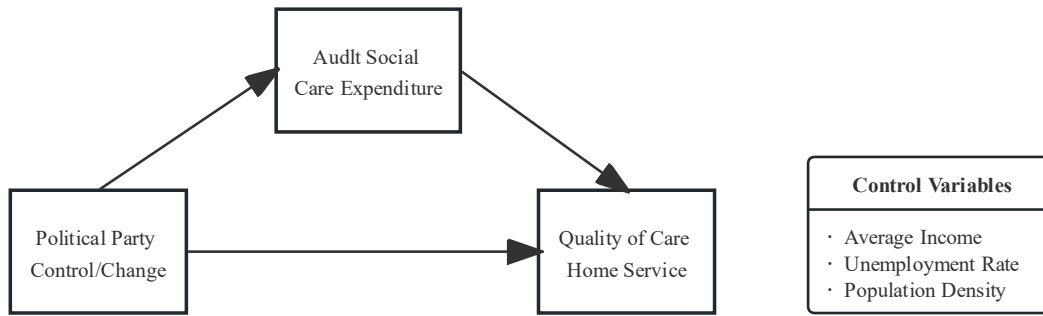 Audlt Social
Care Expenditure
Political Party
Control/Change
Quality of Care
Home Service
Control Variables
· Average Income
· Unemployment Rate
· Population Density